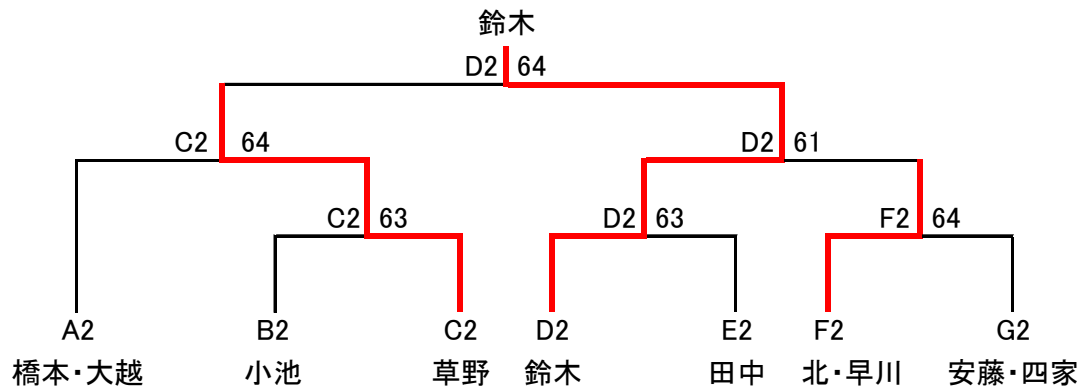 鈴木
D2 64
C2 64 D2 61
C2 63 D2 63 F2 64
A2 B2 C2 D2 E2 F2 G2
橋本・大越 小池 草野 鈴木 田中 北・早川 安藤・四家